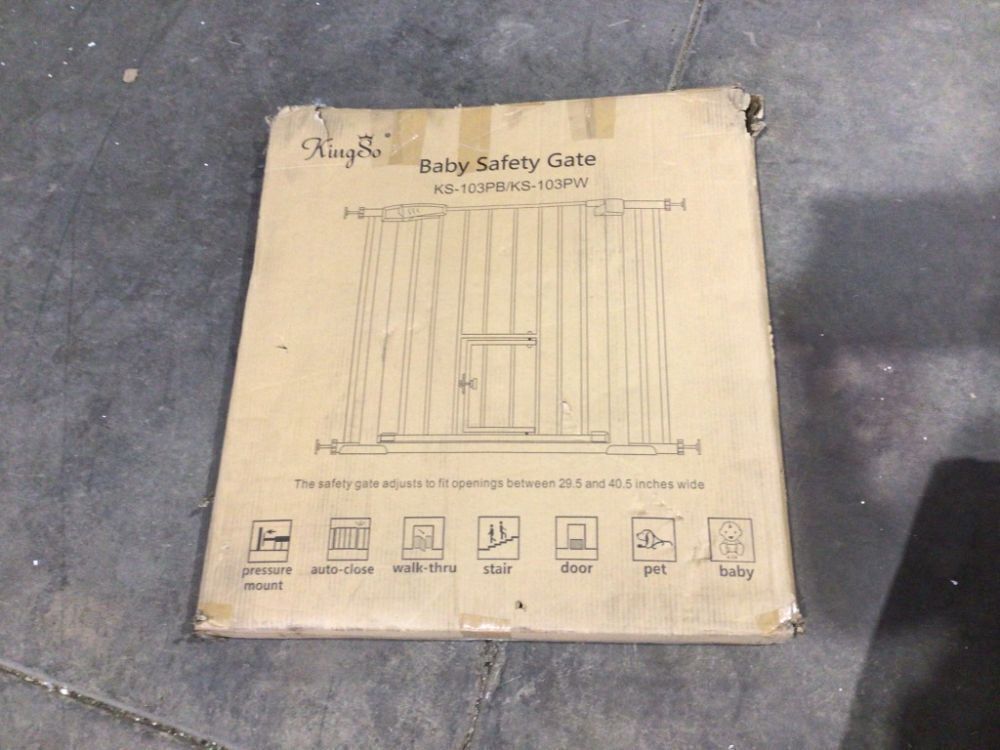 KingSo®
Baby Safety Gate
KS-103PB/KS-103PW
The safety gate adjusts to fit openings between 29.5 and 40.5 inches wide
pressure mount
auto-close
walk-thru
stair
door
pet
baby